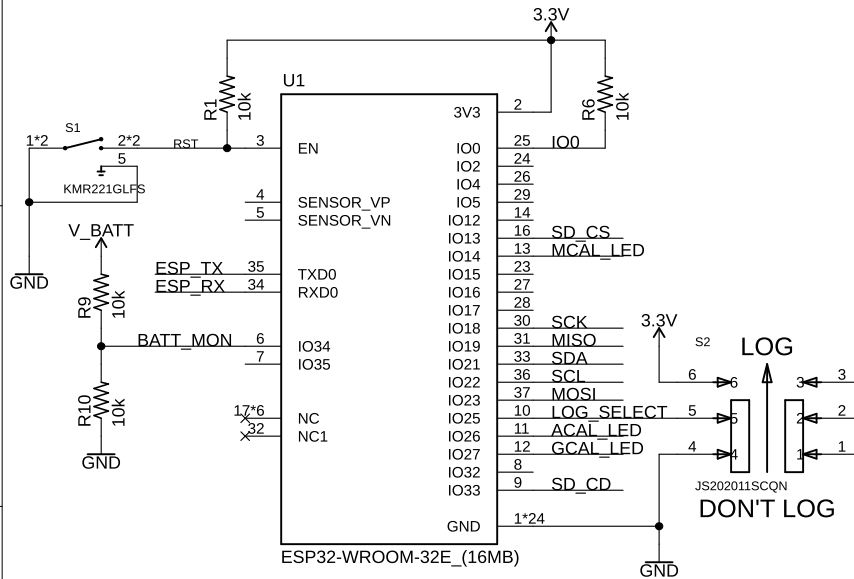 3.3V
U1
R1
10k
R6
10k
3V3
2
S1
1*2
2*2
RST
3
EN
IO0
25
IO0
5
IO2
24
KMR221GLFS
IO4
26
4
SENSOR_VP
IO5
29
5
SENSOR_VN
IO12
14
V_BATT
IO13
16
SD_CS
IO14
13
MCAL_LED
ESP_TX
35
TXD0
IO15
23
GND
ESP_RX
34
RXD0
IO16
27
R9
10k
IO17
28
IO18
30
SCK
3.3V
BATT_MON
6
IO34
IO19
31
MISO
S2
LOG
7
IO35
IO21
33
SDA
IO22
36
SCL
6
6
3
3
R10
10k
IO23
37
MOSI
17*6
NC
IO25
10
LOG_SELECT
5
5
2
2
32
NC1
IO26
11
ACAL_LED
IO27
12
GCAL_LED
4
4
1
1
GND
IO32
8
IO33
9
SD_CD
JS202011SCQN
DON'T LOG
GND
1*24
ESP32-WROOM-32E_(16MB)
GND